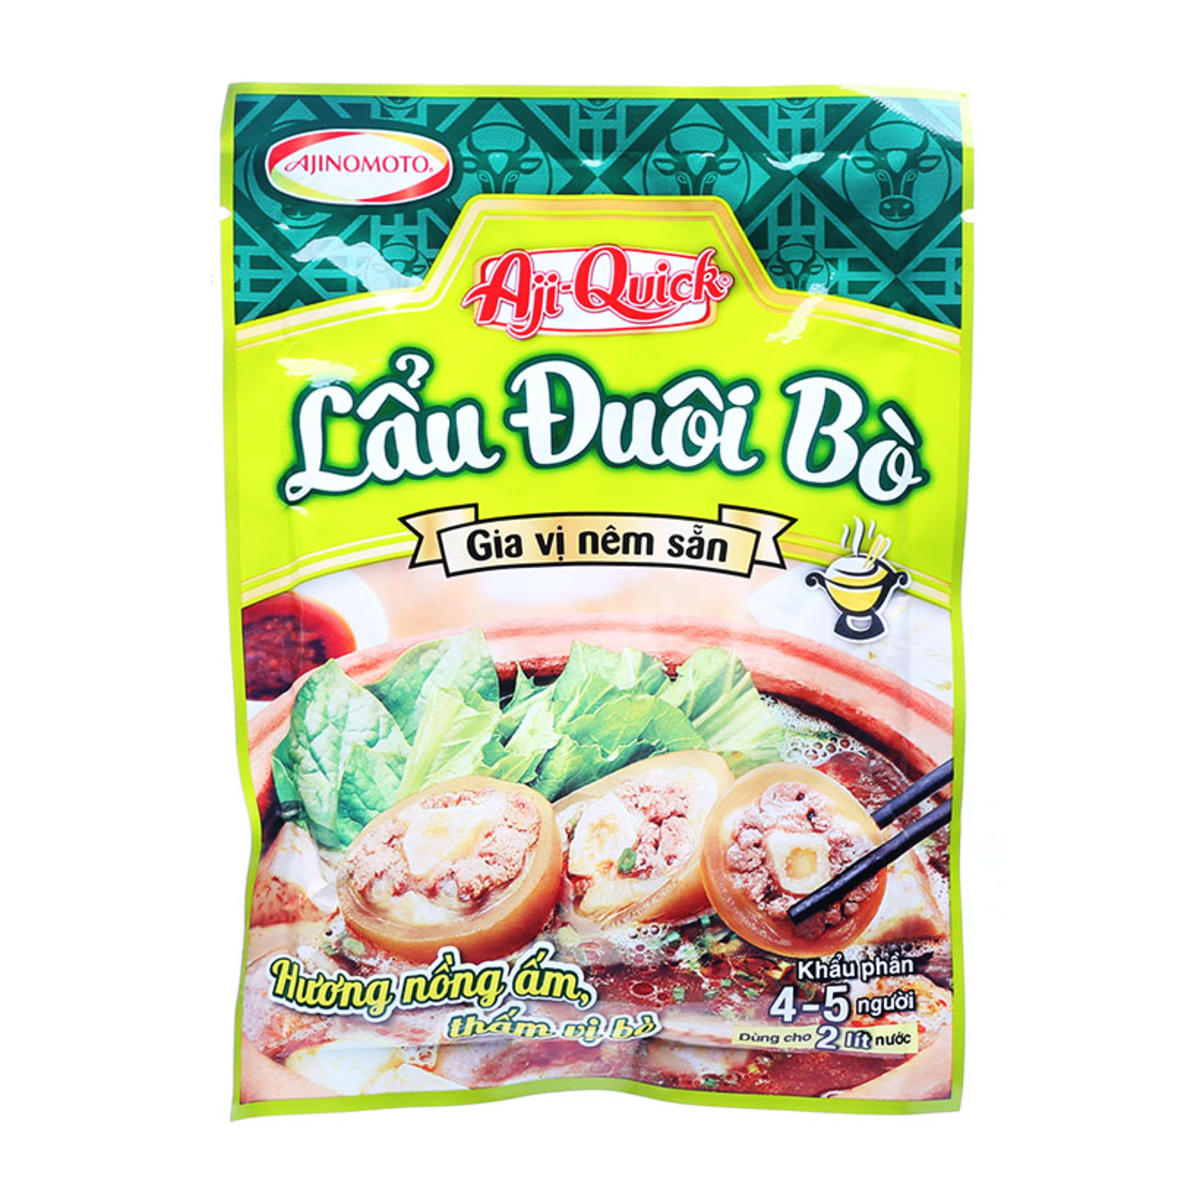 AJINOMOTO®
Aji-Quick®
Lẩu Đuôi Bò
Gia vị nêm sẵn
Hương nồng ấm,
thấm vị bò
Khẩu phần
4-5 người
Dùng cho 2 lít nước